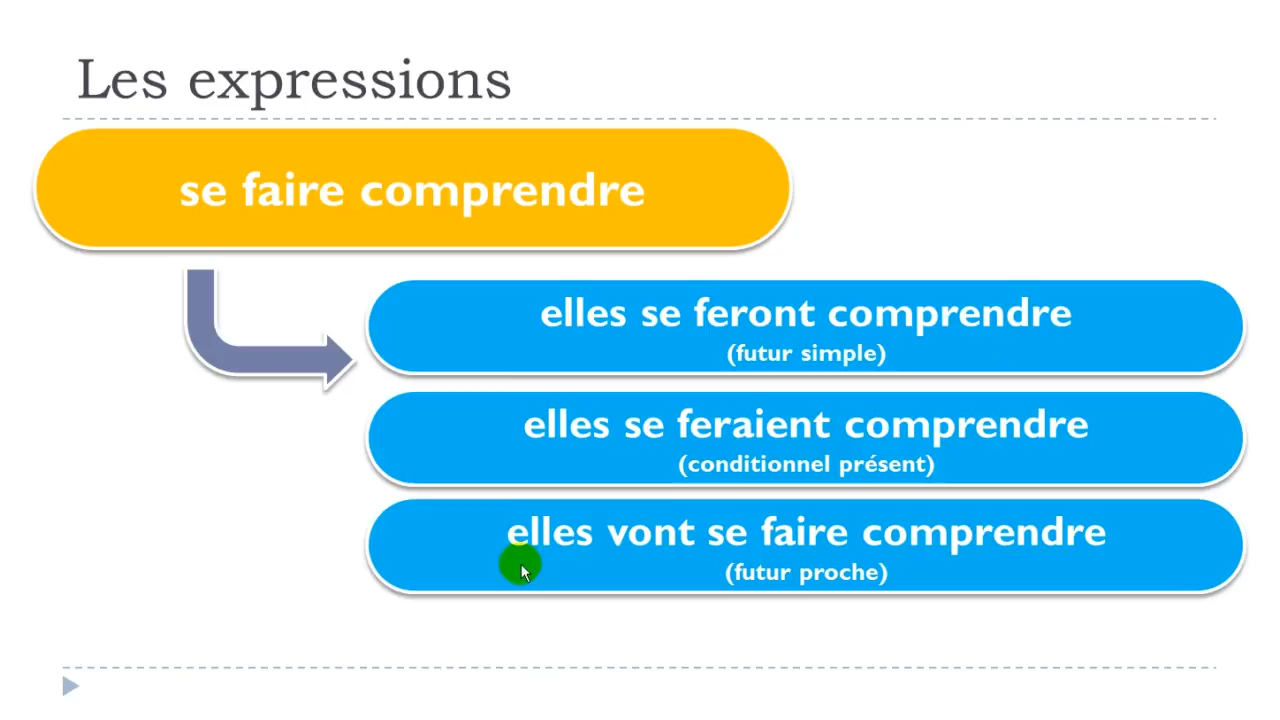 Les expressions
se faire comprendre
elles se feront comprendre
(futur simple)
elles se feraient comprendre
(conditionnel présent)
elles vont se faire comprendre
(futur proche)